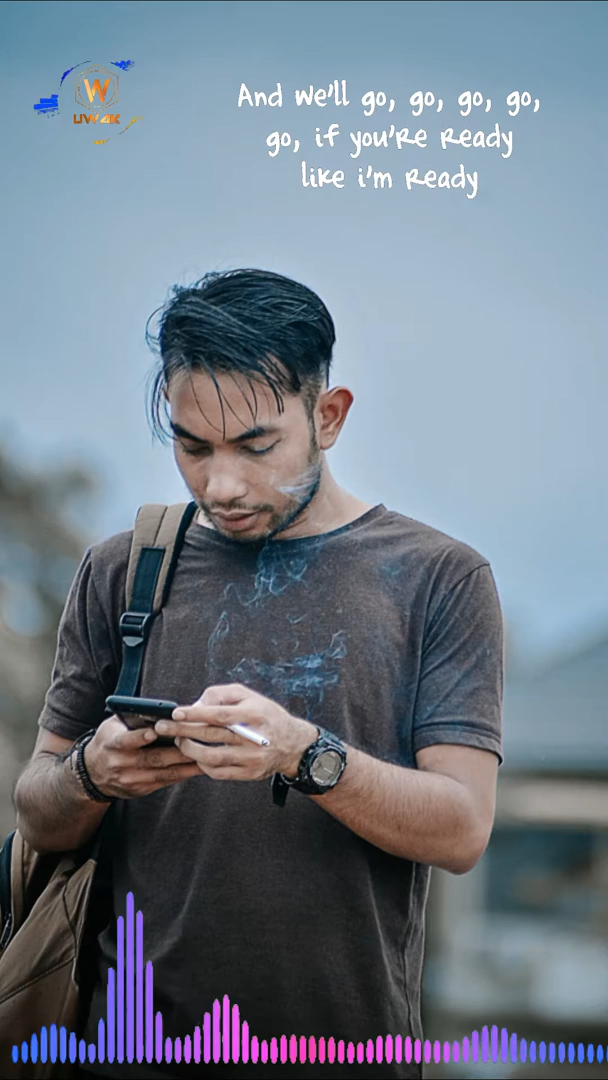 W
UW4K
And we'll go, go, go, go,
go, if you're ready
like i'm ready